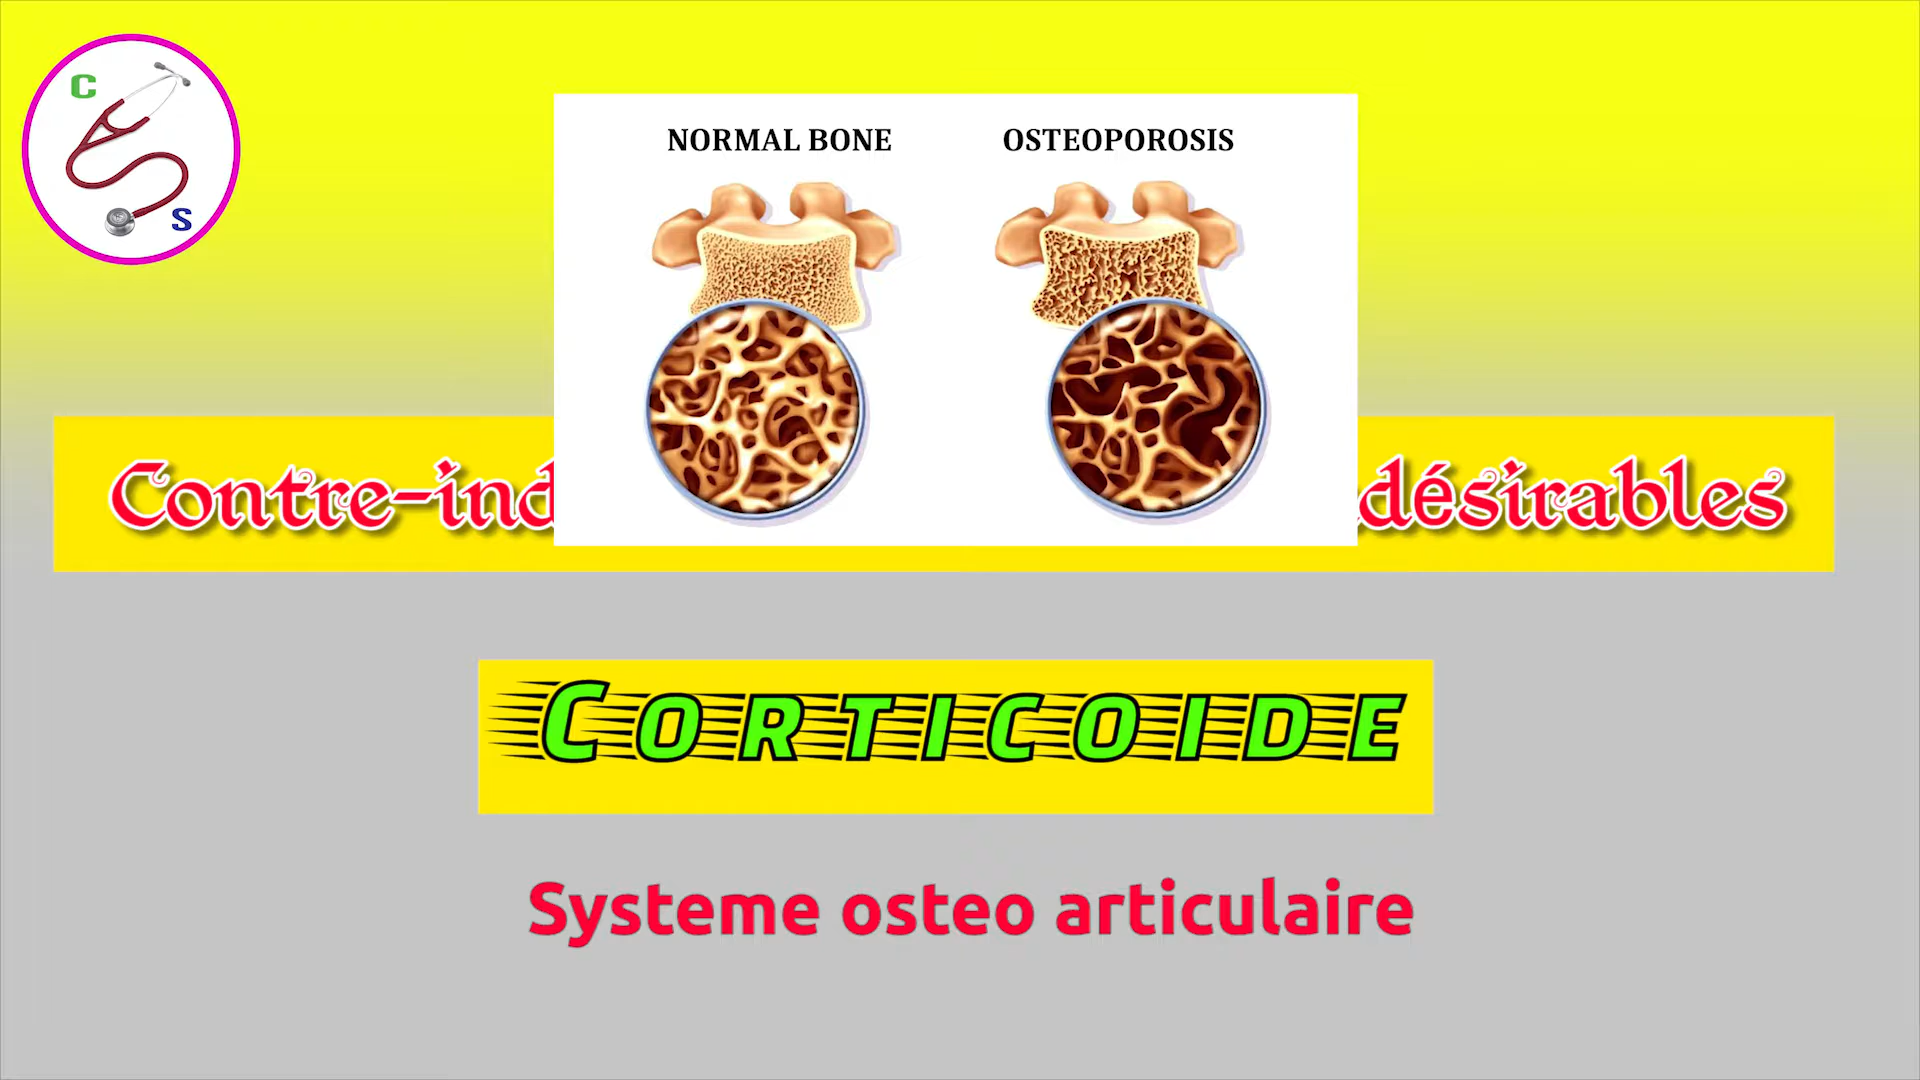 C
S
NORMAL BONE OSTEOPOROSIS
Contre-ind désirables
CORTICOIDE
Systeme osteo articulaire